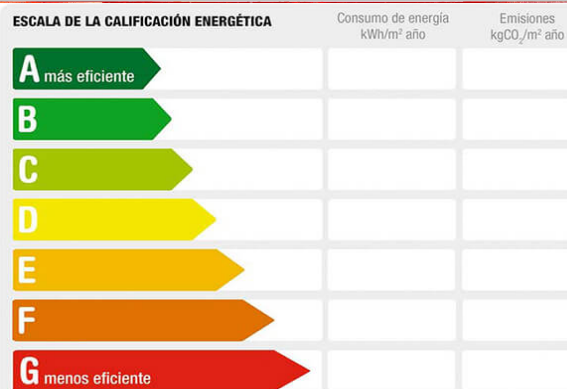 ESCALA DE LA CALIFICACIÓN ENERGÉTICA
Consumo de energía
kWh/m² año
Emisiones
kgCO₂/m² año
A más eficiente
B
C
D
E
F
G menos eficiente